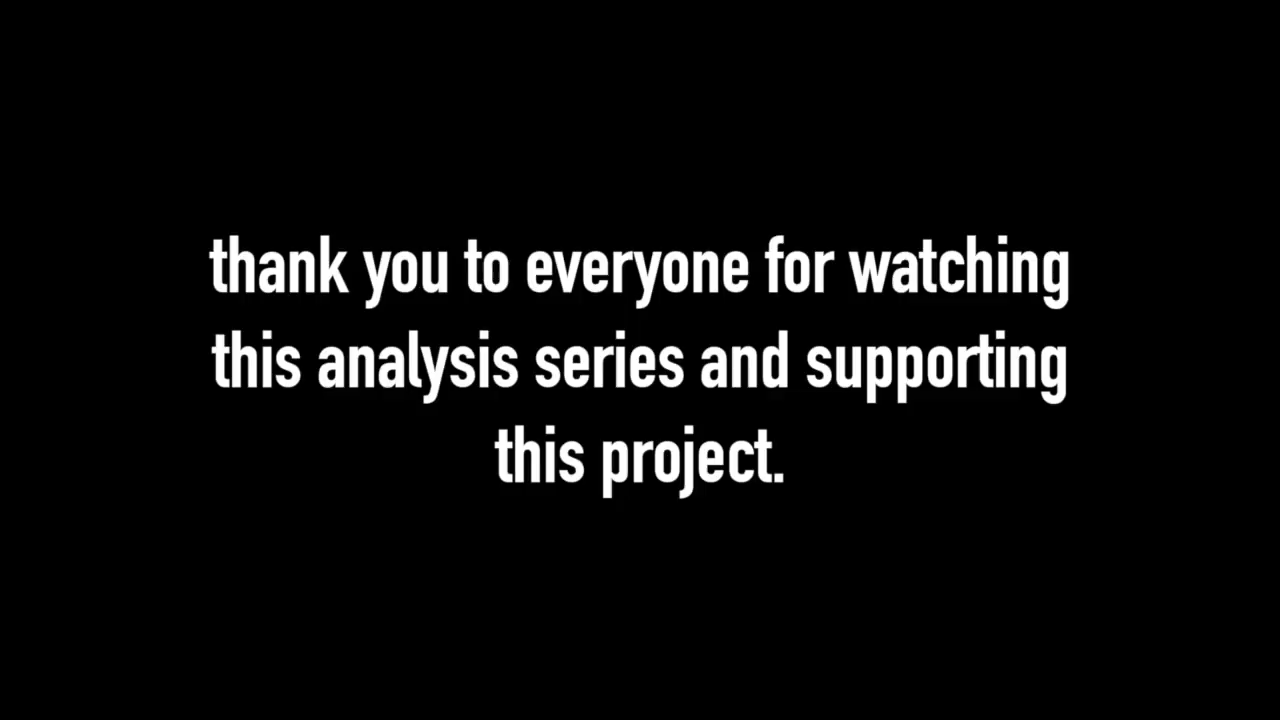 thank you to everyone for watching
this analysis series and supporting
this project.